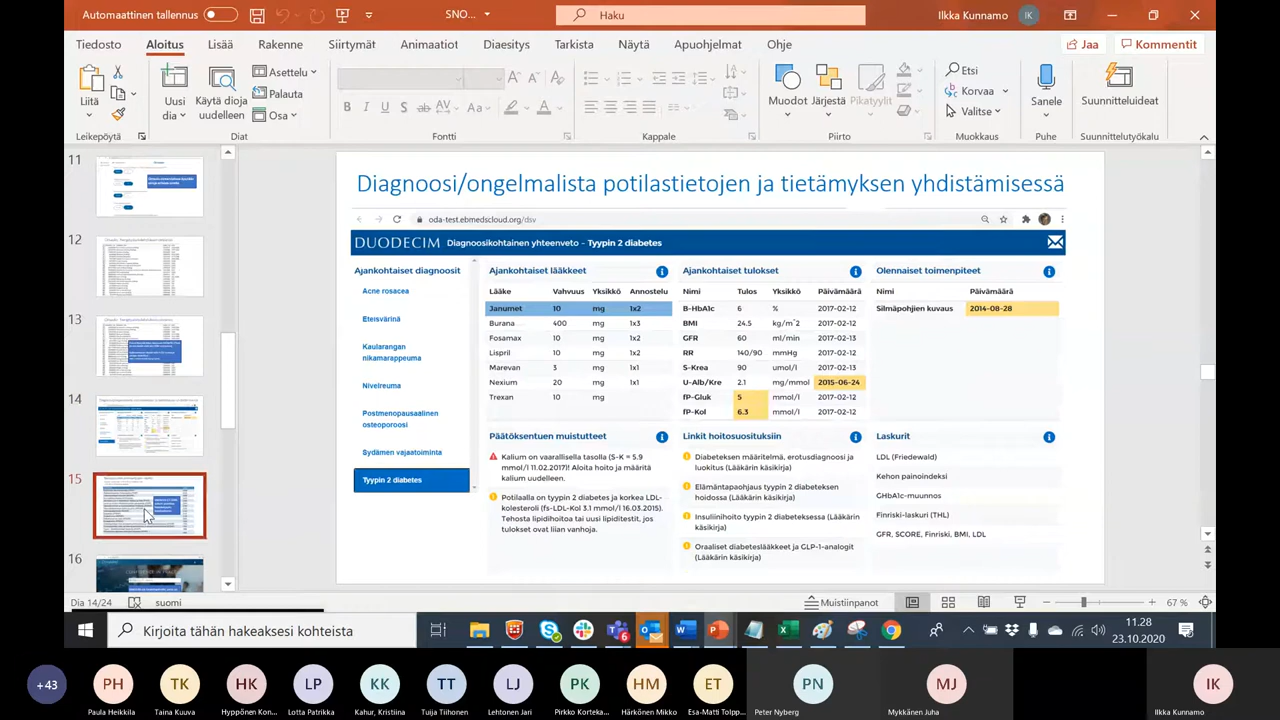 Automaattinen tallennus
SNO...
Haku
Ilkka Kunnamo
IK
Tiedosto
Aloitus
Lisää
Rakenne
Siirtymät
Animaatiot
Diaesitys
Tarkista
Näytä
Apuohjelmat
Ohje
Jaa
Kommentit
Liitä
Uusi dia
Käytä dioja uudelleen
Asettelu
Palauta
Osa
Etsi
Korvaa
Valitse
Muodot
Järjestä
Pikatyylit
Sanele
Suunnitteluideat
Leikepöytä
Diat
Fontti
Kappale
Piirto
Muokkaus
Puhe
Suunnittelutyökalu
11
12
13
14
15
16
Diagnoosi/ongelmalista potilastietojen ja tietämyksen yhdistämisessä
oda-test.ebmedscloud.org/dsv
DUODECIM Diagnoosikohtainen yhteenveto - Tyypin 2 diabetes
Ajankohtaiset diagnoosit
Acne rosacea
Eteisvärinä
Kaularangan
nikamarappeuma
Nivelreuma
Postmenopausaalinen
osteoporoosi
Sydämen vajaatoiminta
Tyypin 2 diabetes
Ajankohtaiset lääkkeet
Lääke Vahvuus Yksikkö Annostelu
Janumet 10 mg 1x2
Burana 200 mg 1x3
Fosamax 10 mg 1x2
Lispril 10 mg 1x2
Marevan 3 mg 1x1
Nexium 20 mg 1x1
Trexan 10 mg
Ajankohtaiset tulokset
Nimi Tulos Yksikkö Päivämäärä
B-HbA1c 6 % 2017-02-12
BMI 24.5 kg/m^2 2017-02-12
GFR 60 ml/min 2017-02-13
RR 140/90 mmHg 2017-02-12
S-Krea 90 umol/l 2017-02-13
U-Alb/Kre 2.1 mg/mmol 2015-06-24
fP-Gluk 5 mmol/l 2017-02-12
fP-Kol 6.3 mmol/l 2017-02-12
Olennaiset toimenpiteet
Nimi Päivämäärä
Silmäpohjien kuvaus 2014-08-28
Päätöksentuen muistutteet
Kalium on vaarallisella tasolla (S-K = 5.9
mmol/l 11.02.2017)! Aloita hoito ja määritä
kalium uudelleen.
Potilaalla on tyypin 2 diabetes ja korkea LDL-
kolesteroli (fs-LDL-Kol 3.1 mmol/l 16.03.2015).
Tehosta lipidihoitoa tai uusi lipiditestit, jos
tulokset ovat liian vanhoja.
Linkit hoitosuosituksiin
Diabeteksen määritelmä, erotusdiagnoosi ja
luokitus (Lääkärin käsikirja)
Elämäntapaohjaus tyypin 2 diabeteksen
hoidossa (Lääkärin käsikirja)
Insuliinihoito tyypin 2 diabeteksessa (Lääkärin
käsikirja)
Oraaliset diabeteslääkkeet ja GLP-1-analogit
(Lääkärin käsikirja)
Laskurit
LDL (Friedewald)
Kehon painoindeksi
GHbA1c-muunnos
Finriski-laskuri (THL)
GFR, SCORE, Finriski, BMI, LDL
Dia 14/24
suomi
Muistiinpanot
67 %
Kirjoita tähän hakeaksesi kohteista
11.28
23.10.2020
+43
PH
TK
HK
LP
KK
TT
LJ
PK
HM
ET
PN
MJ
IK
Paula Heikkila
Taina Kuuva
Hyppönen Kon...
Lotta Patrikka
Kahur, Kristiina
Tuija Tiihonen
Lehtonen Jari
Pirkko Korteka...
Härkönen Mikko
Esa-Matti Tolpp...
Peter Nyberg
Mykkänen Juha
Ilkka Kunnamo